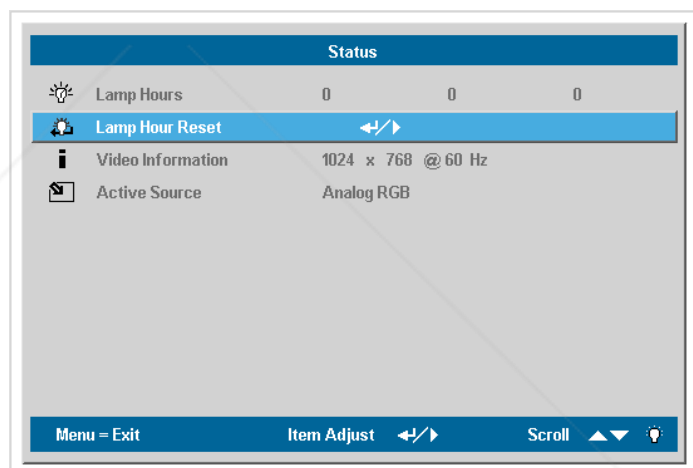 Status
Lamp Hours 0 0 0
Lamp Hour Reset
Video Information 1024 x 768 @ 60 Hz
Active Source Analog RGB
Menu = Exit Item Adjust Scroll